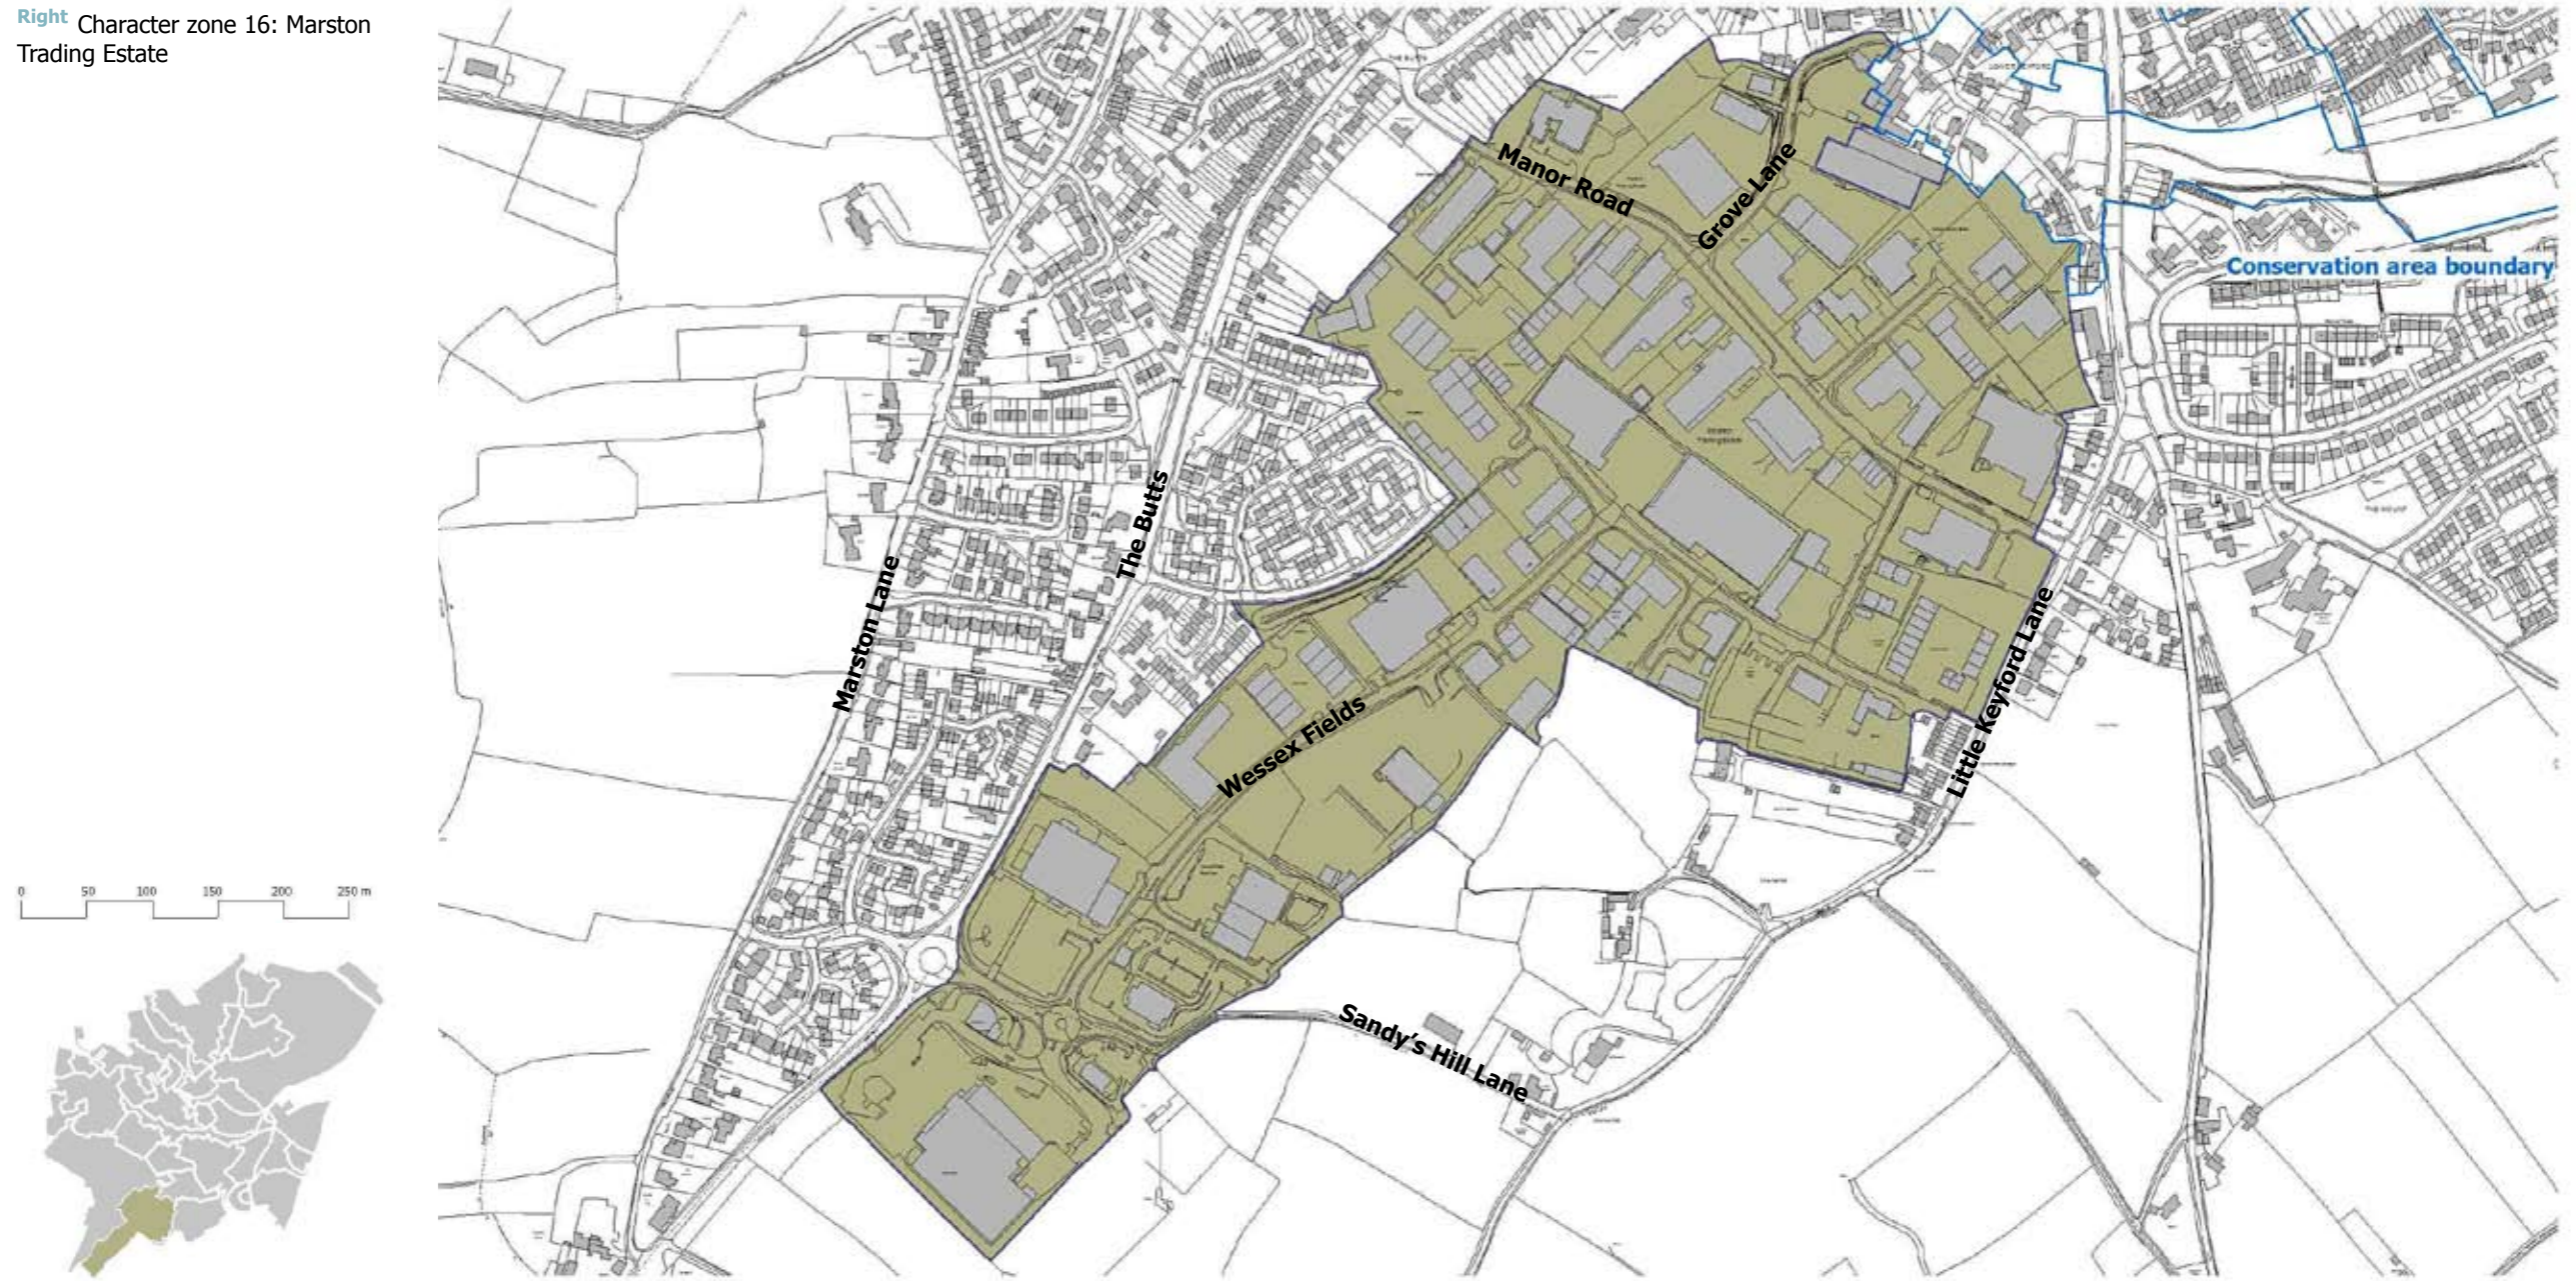 Right Character zone 16: Marston
Trading Estate
Manor Road
Grove Lane
Conservation area boundary
The Butts
Marston Lane
Little Keyford Lane
Wessex Fields
Sandy's Hill Lane
0 50 100 150 200 250 m